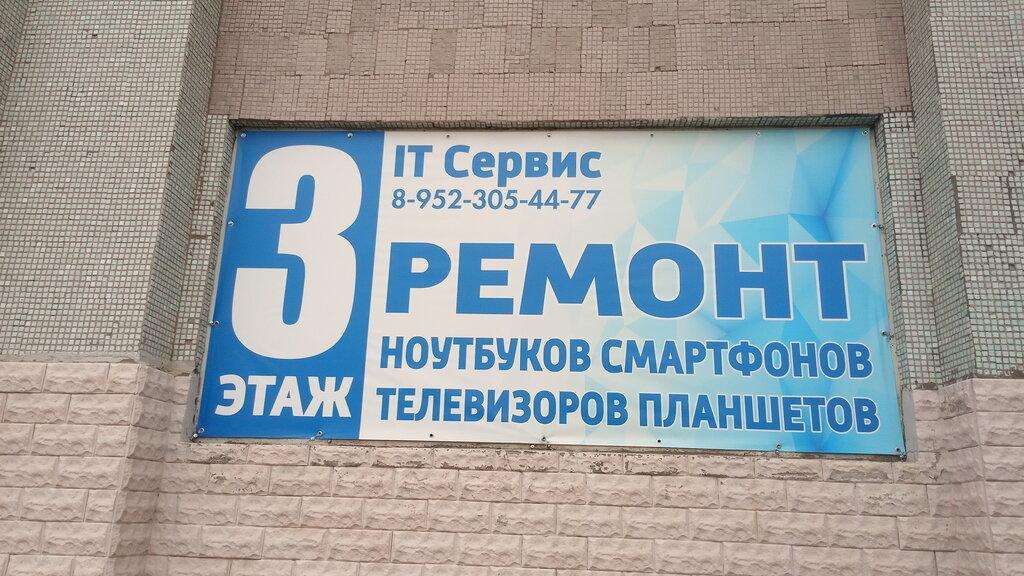 3
ЭТАЖ
IT Сервис
8-952-305-44-77
РЕМОНТ
НОУТБУКОВ СМАРТФОНОВ
ТЕЛЕВИЗОРОВ ПЛАНШЕТОВ